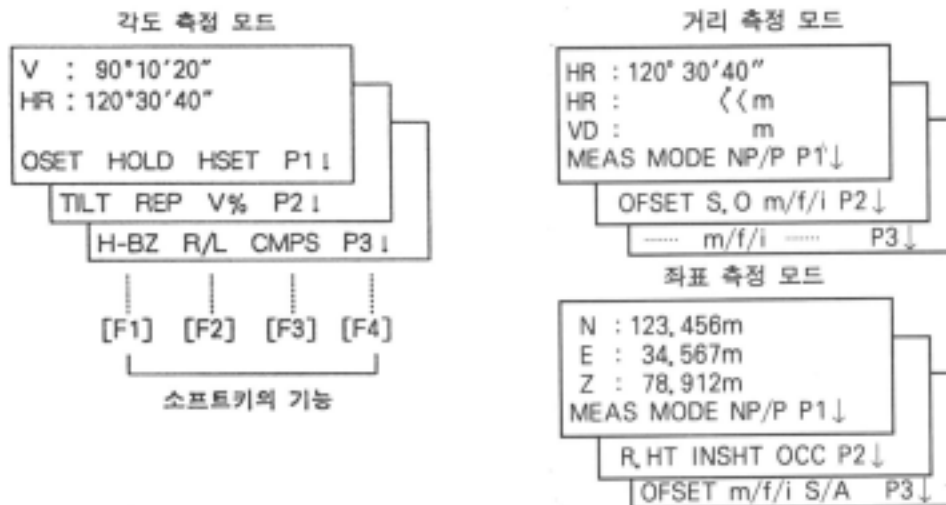 각도 측정 모드
V : 90°10′20″
HR : 120°30′40″
OSET HOLD HSET P1↓
TILT REP V% P2↓
H-BZ R/L CMPS P3↓
[F1] [F2] [F3] [F4]
소프트키의 기능
거리 측정 모드
HR : 120° 30′40″
HR : 〈〈 m
VD : m
MEAS MODE NP/P P1↓
OFSET S, O m/f/i P2↓
...... m/f/i ...... P3↓
좌표 측정 모드
N : 123, 456m
E : 34, 567m
Z : 78, 912m
MEAS MODE NP/P P1↓
R, HT INSHT OCC P2↓
OFSET m/f/i S/A P3↓